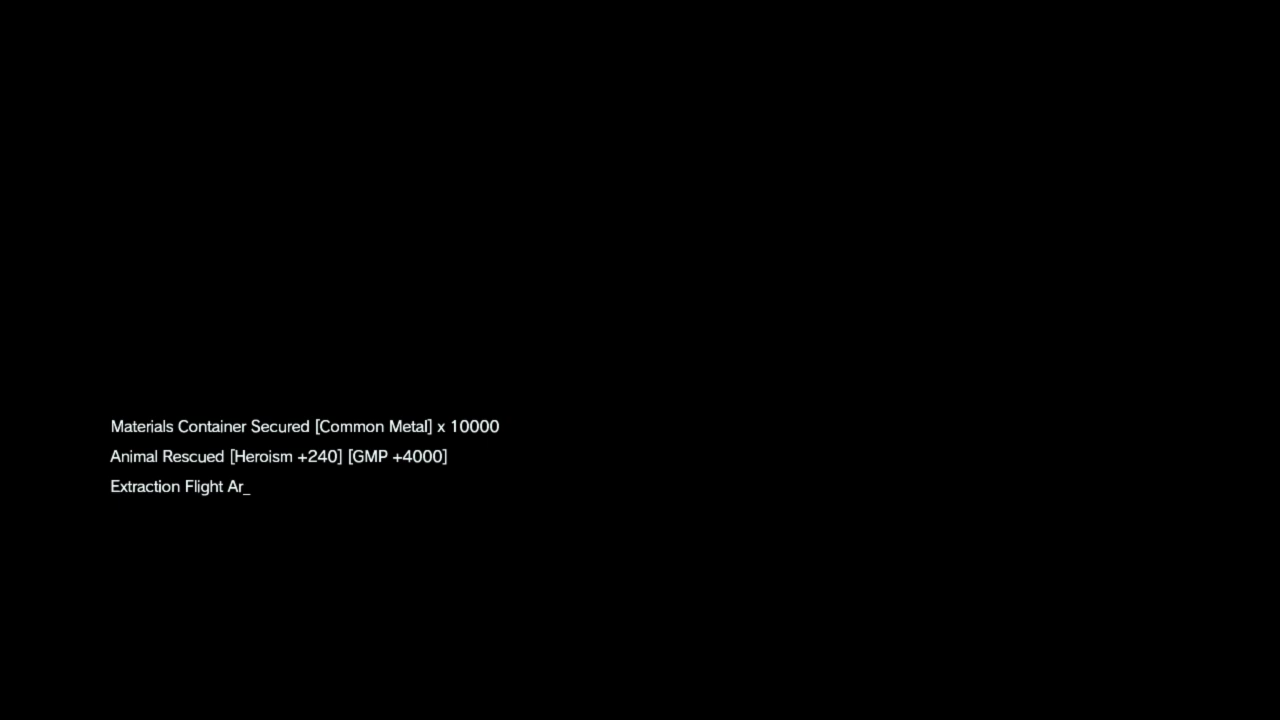 Materials Container Secured [Common Metal] x 10000
Animal Rescued [Heroism +240] [GMP +4000]
Extraction Flight Ar_